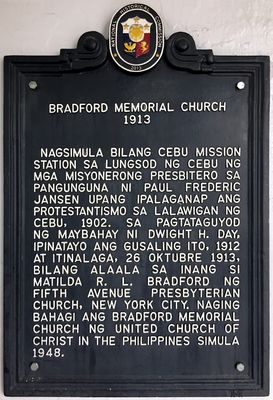 NATIONAL HISTORICAL COMMISSION
2013
BRADFORD MEMORIAL CHURCH
1913
NAGSIMULA BILANG CEBU MISSION
STATION SA LUNGSOD NG CEBU NG
MGA MISYONERONG PRESBITERO SA
PANGUNGUNA NI PAUL FREDERIC
JANSEN UPANG IPALAGANAP ANG
PROTESTANTISMO SA LALAWIGAN NG
CEBU, 1902. SA PAGTATAGUYOD
NG MAYBAHAY NI DWIGHT H. DAY,
IPINATAYO ANG GUSALING ITO, 1912
AT ITINALAGA, 26 OKTUBRE 1913,
BILANG ALAALA SA INANG SI
MATILDA R. L. BRADFORD NG
FIFTH AVENUE PRESBYTERIAN
CHURCH, NEW YORK CITY. NAGING
BAHAGI ANG BRADFORD MEMORIAL
CHURCH NG UNITED CHURCH OF
CHRIST IN THE PHILIPPINES SIMULA
1948.